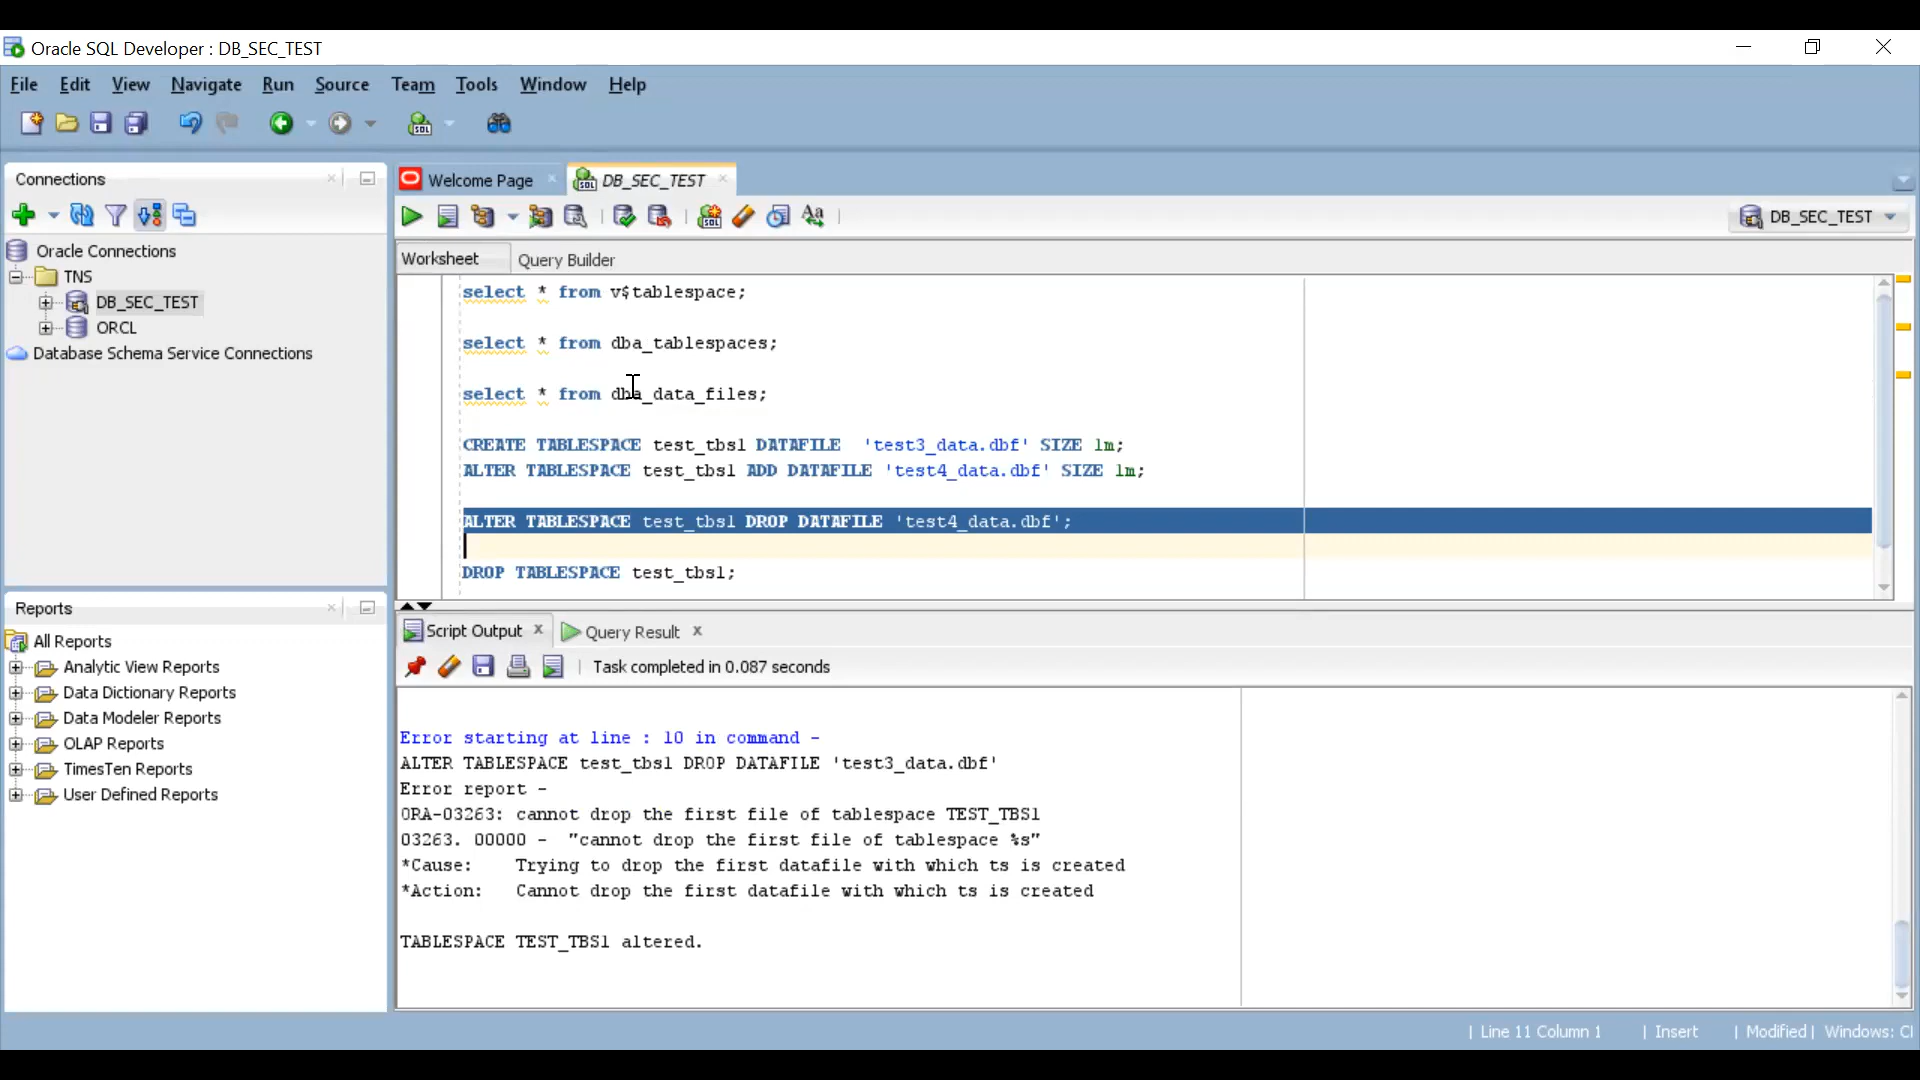 Oracle SQL Developer : DB_SEC_TEST
File Edit View Navigate Run Source Team Tools Window Help
Connections
Oracle Connections
TNS
DB_SEC_TEST
ORCL
Database Schema Service Connections
Reports
All Reports
Analytic View Reports
Data Dictionary Reports
Data Modeler Reports
OLAP Reports
TimesTen Reports
User Defined Reports
Welcome Page DB_SEC_TEST
DB_SEC_TEST
Worksheet Query Builder
select * from v$tablespace;
select * from dba_tablespaces;
select * from dba_data_files;
CREATE TABLESPACE test_tbs1 DATAFILE 'test3_data.dbf' SIZE 1m;
ALTER TABLESPACE test_tbs1 ADD DATAFILE 'test4_data.dbf' SIZE 1m;
ALTER TABLESPACE test_tbs1 DROP DATAFILE 'test4_data.dbf';
DROP TABLESPACE test_tbs1;
Script Output Query Result
Task completed in 0.087 seconds
Error starting at line : 10 in command -
ALTER TABLESPACE test_tbs1 DROP DATAFILE 'test3_data.dbf'
Error report -
ORA-03263: cannot drop the first file of tablespace TEST_TBS1
03263. 00000 - "cannot drop the first file of tablespace %s"
*Cause: Trying to drop the first datafile with which ts is created
*Action: Cannot drop the first datafile with which ts is created
TABLESPACE TEST_TBS1 altered.
| Line 11 Column 1 | Insert | Modified | Windows: Cl